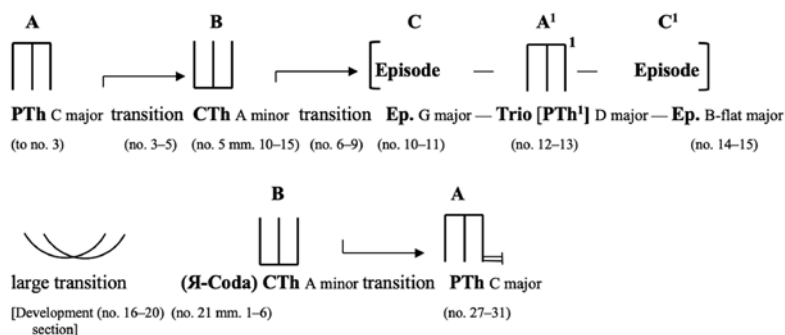 A B C A¹ C¹
1
Episode — — Episode
PTh C major transition CTh A minor transition Ep. G major — Trio [PTh¹] D major — Ep. B-flat major
(to no. 3) (no. 3–5) (no. 5 mm. 10–15) (no. 6–9) (no. 10–11) (no. 12–13) (no. 14–15)
B A
large transition (Я-Coda) CTh A minor transition PTh C major
[Development (no. 16–20) (no. 21 mm. 1–6) (no. 27–31)
section]